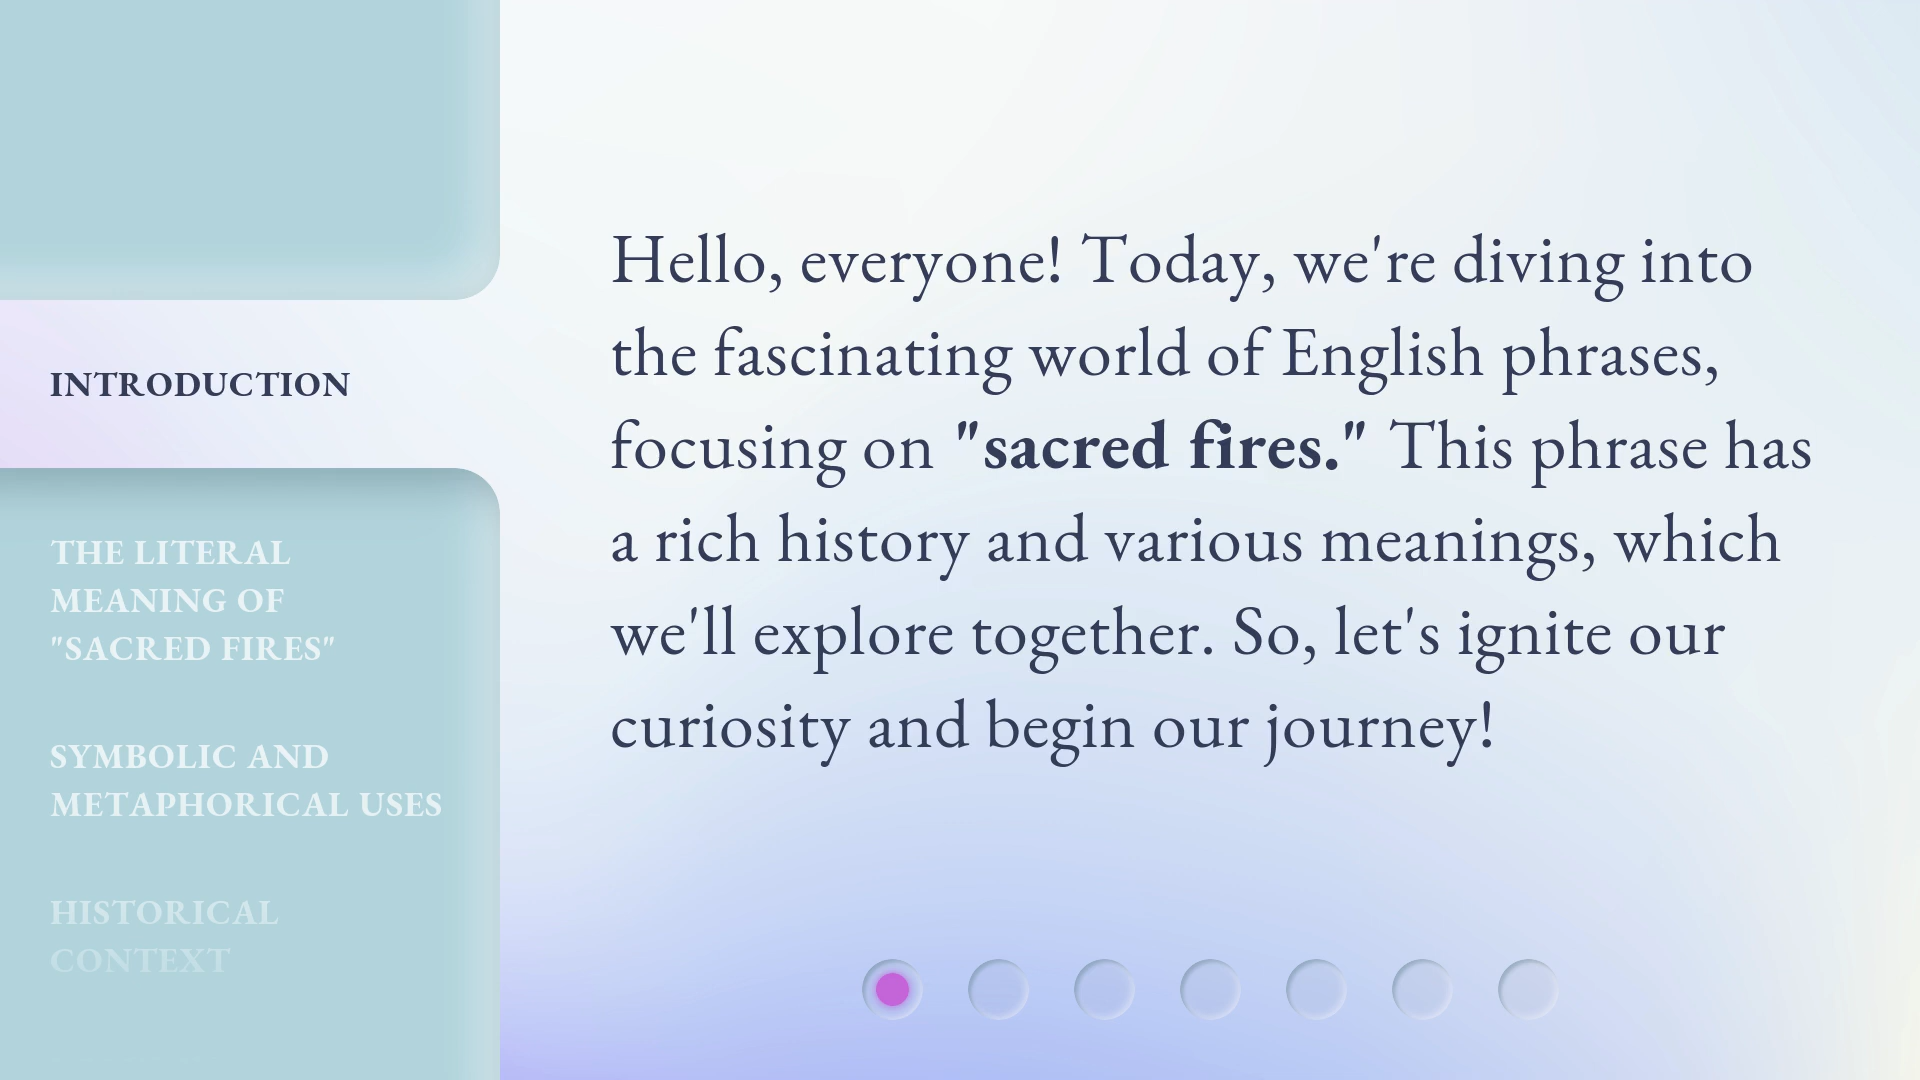 INTRODUCTION
THE LITERAL
MEANING OF
"SACRED FIRES"
SYMBOLIC AND
METAPHORICAL USES
HISTORICAL
CONTEXT
Hello, everyone! Today, we're diving into
the fascinating world of English phrases,
focusing on "sacred fires." This phrase has
a rich history and various meanings, which
we'll explore together. So, let's ignite our
curiosity and begin our journey!